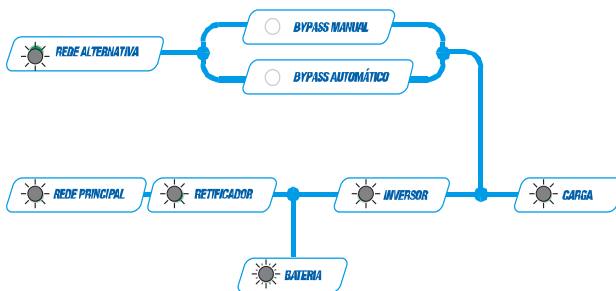 BYPASS MANUAL
REDE ALTERNATIVA
BYPASS AUTOMÁTICO
REDE PRINCIPAL
RETIFICADOR
INVERSOR
CARGA
BATERIA